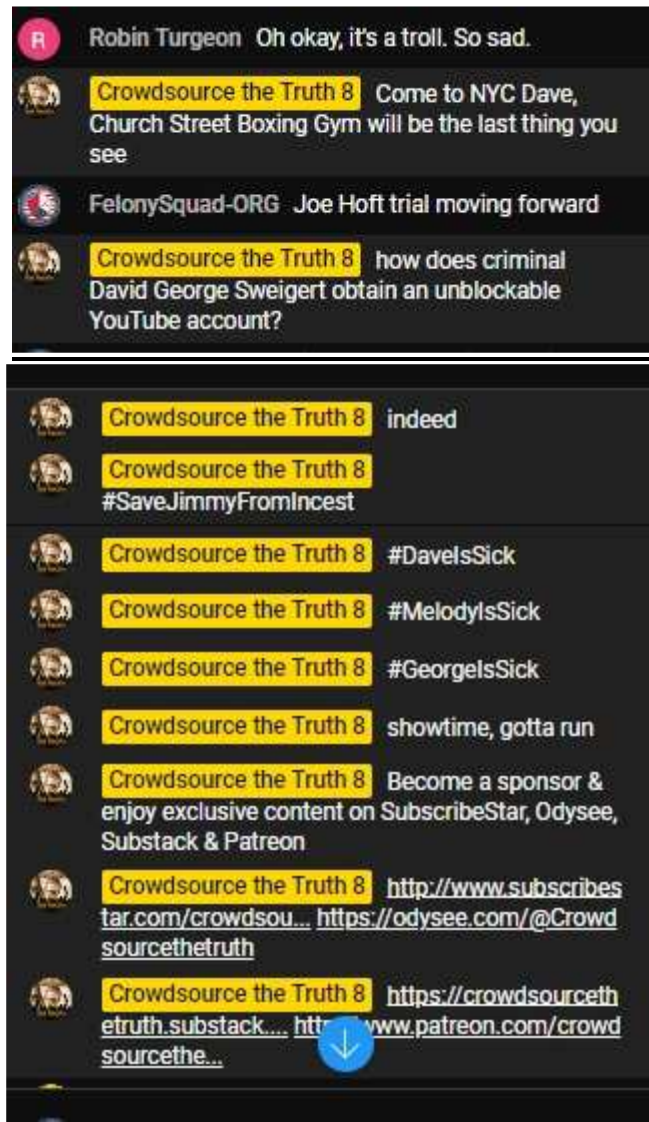 R
Robin Turgeon Oh okay, it's a troll. So sad.
Crowdsource the Truth 8 Come to NYC Dave,
Church Street Boxing Gym will be the last thing you
see
FelonySquad-ORG Joe Hoft trial moving forward
Crowdsource the Truth 8 how does criminal
David George Sweigert obtain an unblockable
YouTube account?
Crowdsource the Truth 8 indeed
Crowdsource the Truth 8
#SaveJimmyFromIncest
Crowdsource the Truth 8 #DaveIsSick
Crowdsource the Truth 8 #MelodyIsSick
Crowdsource the Truth 8 #GeorgeIsSick
Crowdsource the Truth 8 showtime, gotta run
Crowdsource the Truth 8 Become a sponsor &
enjoy exclusive content on SubscribeStar, Odysee,
Substack & Patreon
Crowdsource the Truth 8 http://www.subscribes
tar.com/crowdsou... https://odysee.com/@Crowd
sourcethetruth
Crowdsource the Truth 8 https://crowdsourceth
etruth.substack.... htt www.patreon.com/crowd
sourcethe...